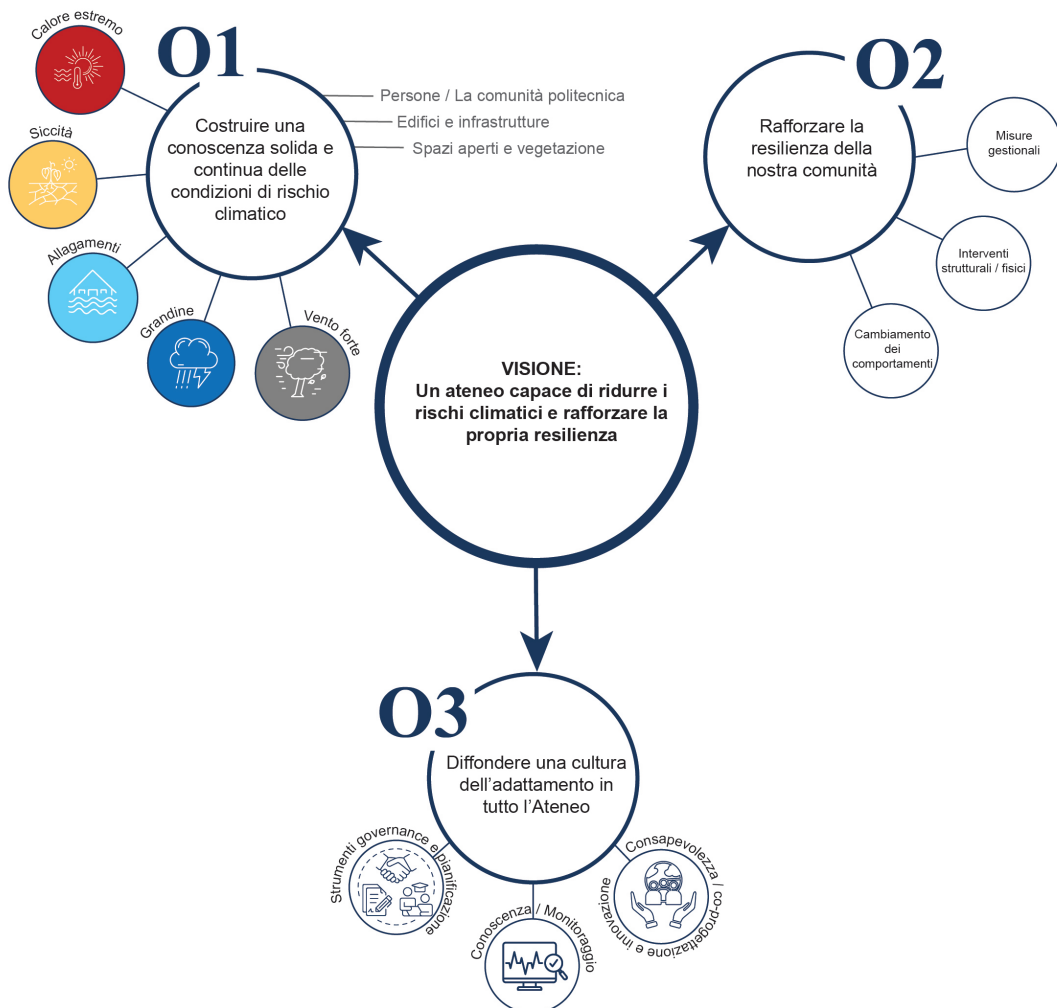 O1
Costruire una
conoscenza solida e
continua delle
condizioni di rischio
climatico
Calore estremo
Siccità
Allagamenti
Grandine
Vento forte
Persone / La comunità politecnica
Edifici e infrastrutture
Spazi aperti e vegetazione
O2
Rafforzare la
resilienza della
nostra comunità
Misure
gestionali
Interventi
strutturali / fisici
Cambiamento
dei
comportamenti
VISIONE:
Un ateneo capace di ridurre i
rischi climatici e rafforzare la
propria resilienza
O3
Diffondere una cultura
dell’adattamento in
tutto l’Ateneo
Strumenti governance e pianificazione
Conoscenza / Monitoraggio
Consapevolezza / co-progettazione e innovazione